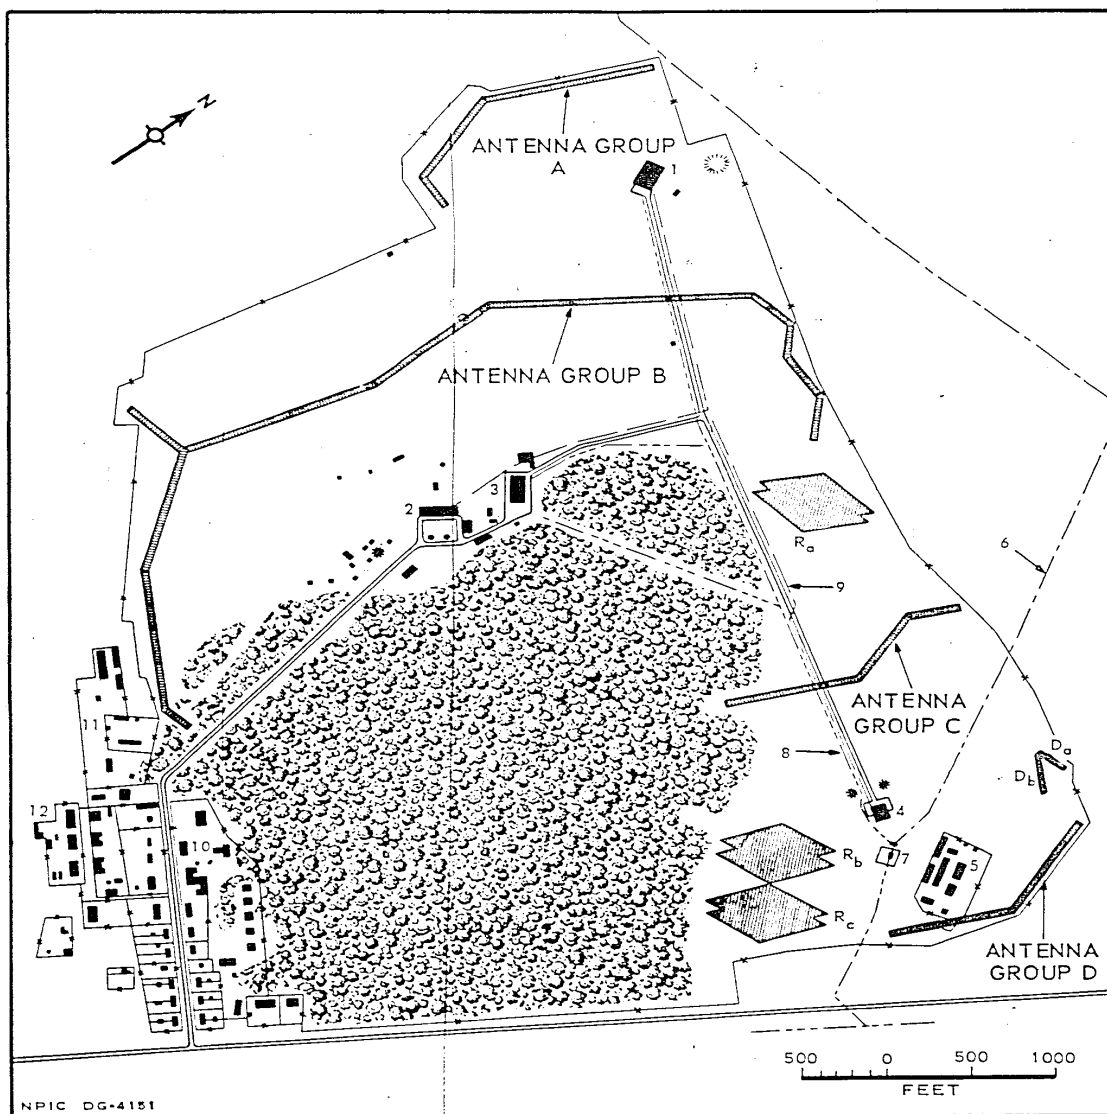 N
ANTENNA GROUP
A
1
ANTENNA GROUP B
3
2
Ra
6
9
ANTENNA
GROUP C
11
8
Da
Db
12
4
10
Rb
7
5
Rc
ANTENNA
GROUP D
500 0 500 1000
FEET
NPIC DG-4151